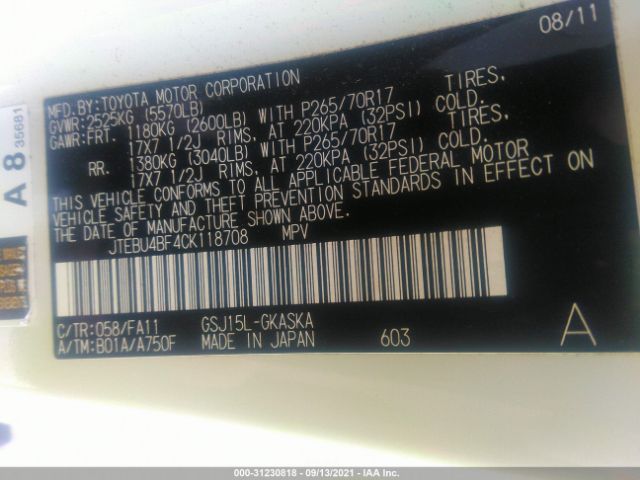 08/11
MFD.BY:TOYOTA MOTOR CORPORATION
GVWR:2525KG (5570LB)
GAWR:FRT. 1180KG (2600LB) WITH P265/70R17 TIRES,
17X7 1/2J RIMS, AT 220KPA (32PSI) COLD.
RR. 1380KG (3040LB) WITH P265/70R17 TIRES,
17X7 1/2J RIMS, AT 220KPA (32PSI) COLD.
THIS VEHICLE CONFORMS TO ALL APPLICABLE FEDERAL MOTOR
VEHICLE SAFETY AND THEFT PREVENTION STANDARDS IN EFFECT ON
THE DATE OF MANUFACTURE SHOWN ABOVE.
JTEBU4BF4CK118708 MPV
C/TR:058/FA11 GSJ15L-GKASKA
A/TM:B01A/A750F MADE IN JAPAN 603 A
A 8 35681
000-31230818 - 09/13/2021 - IAA Inc.